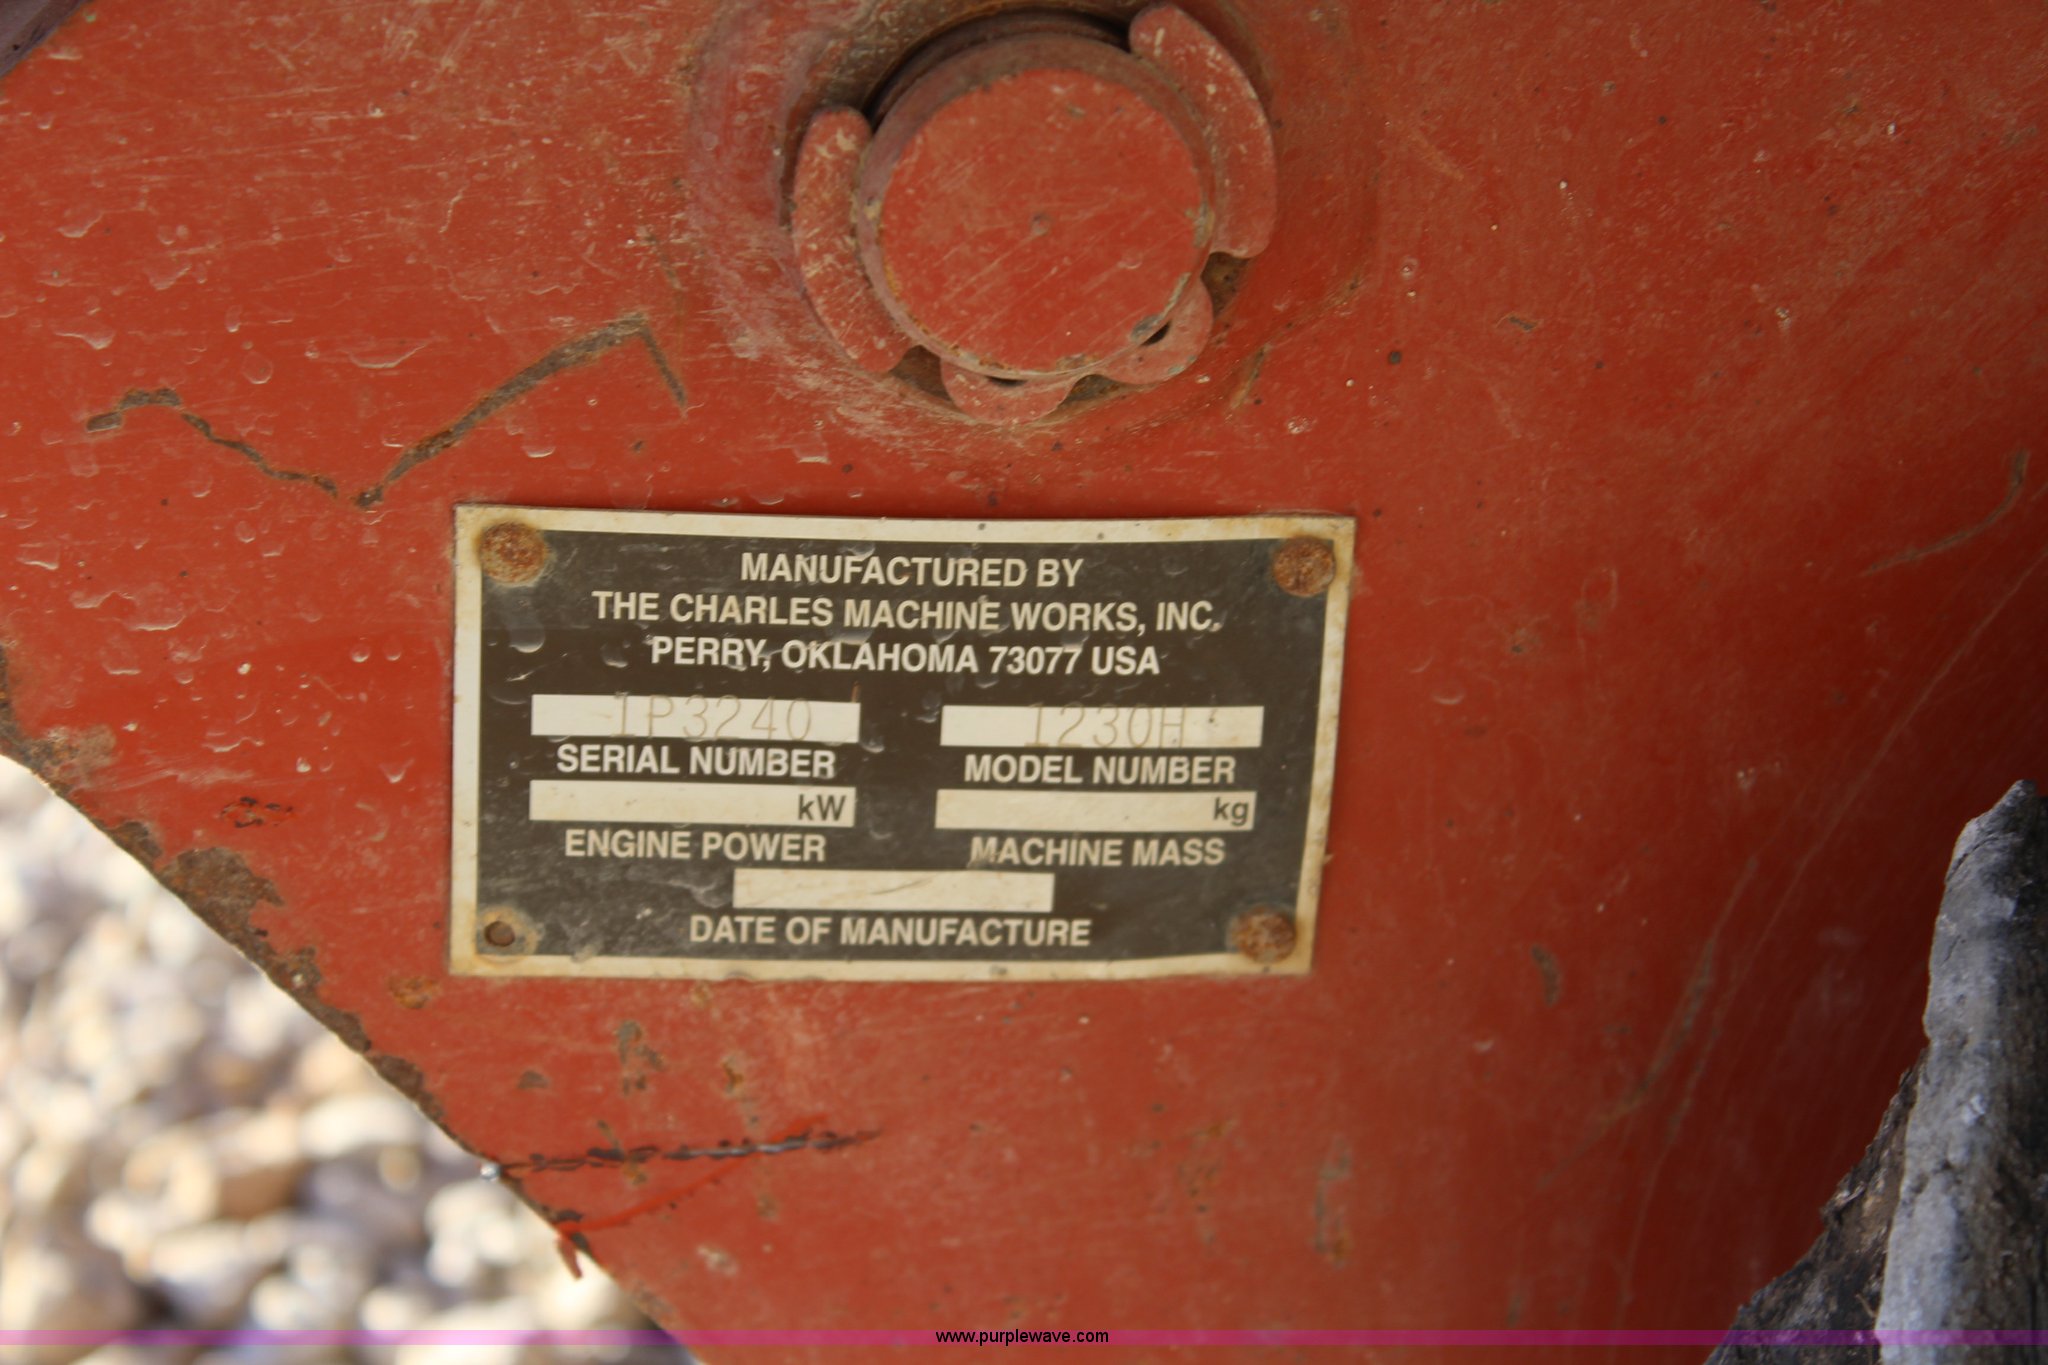 MANUFACTURED BY
THE CHARLES MACHINE WORKS, INC.
PERRY, OKLAHOMA 73077 USA
1P3240 1230H
SERIAL NUMBER MODEL NUMBER
kW kg
ENGINE POWER MACHINE MASS
DATE OF MANUFACTURE
www.purplewave.com